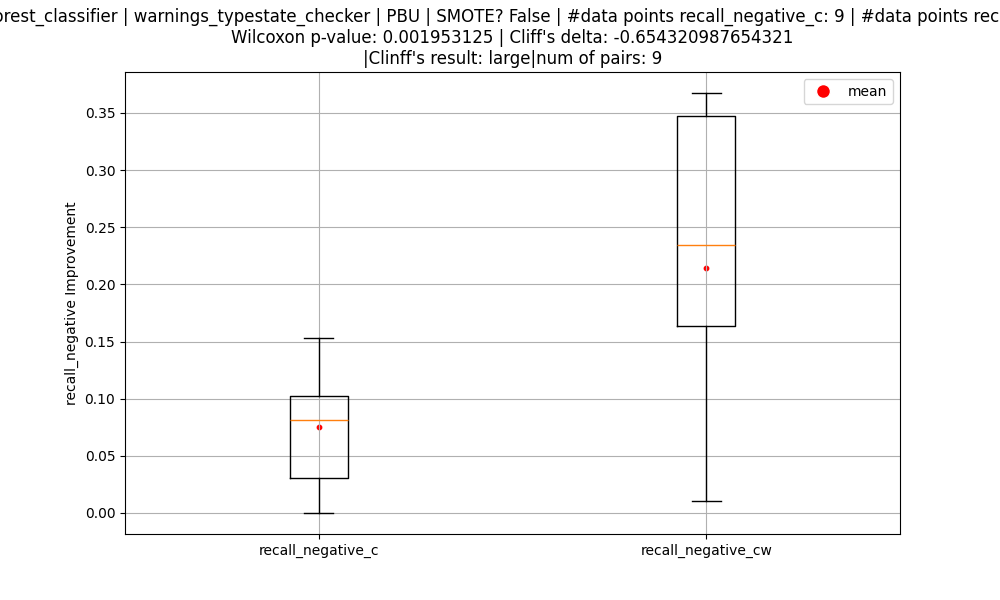 | warnings_typestate_checker | PBU | SMOTE? False | #data points recall_negative_c: 9 | #data points
Wilcoxon p-value: 0.001953125 | Cliff's delta: -0.654320987654321
|Clinff's result: large|num of pairs: 9
mean
0.35
0.30
0.25
0.20
0.15
0.10
0.05
0.00
recall_negative Improvement
recall_negative_c
recall_negative_cw